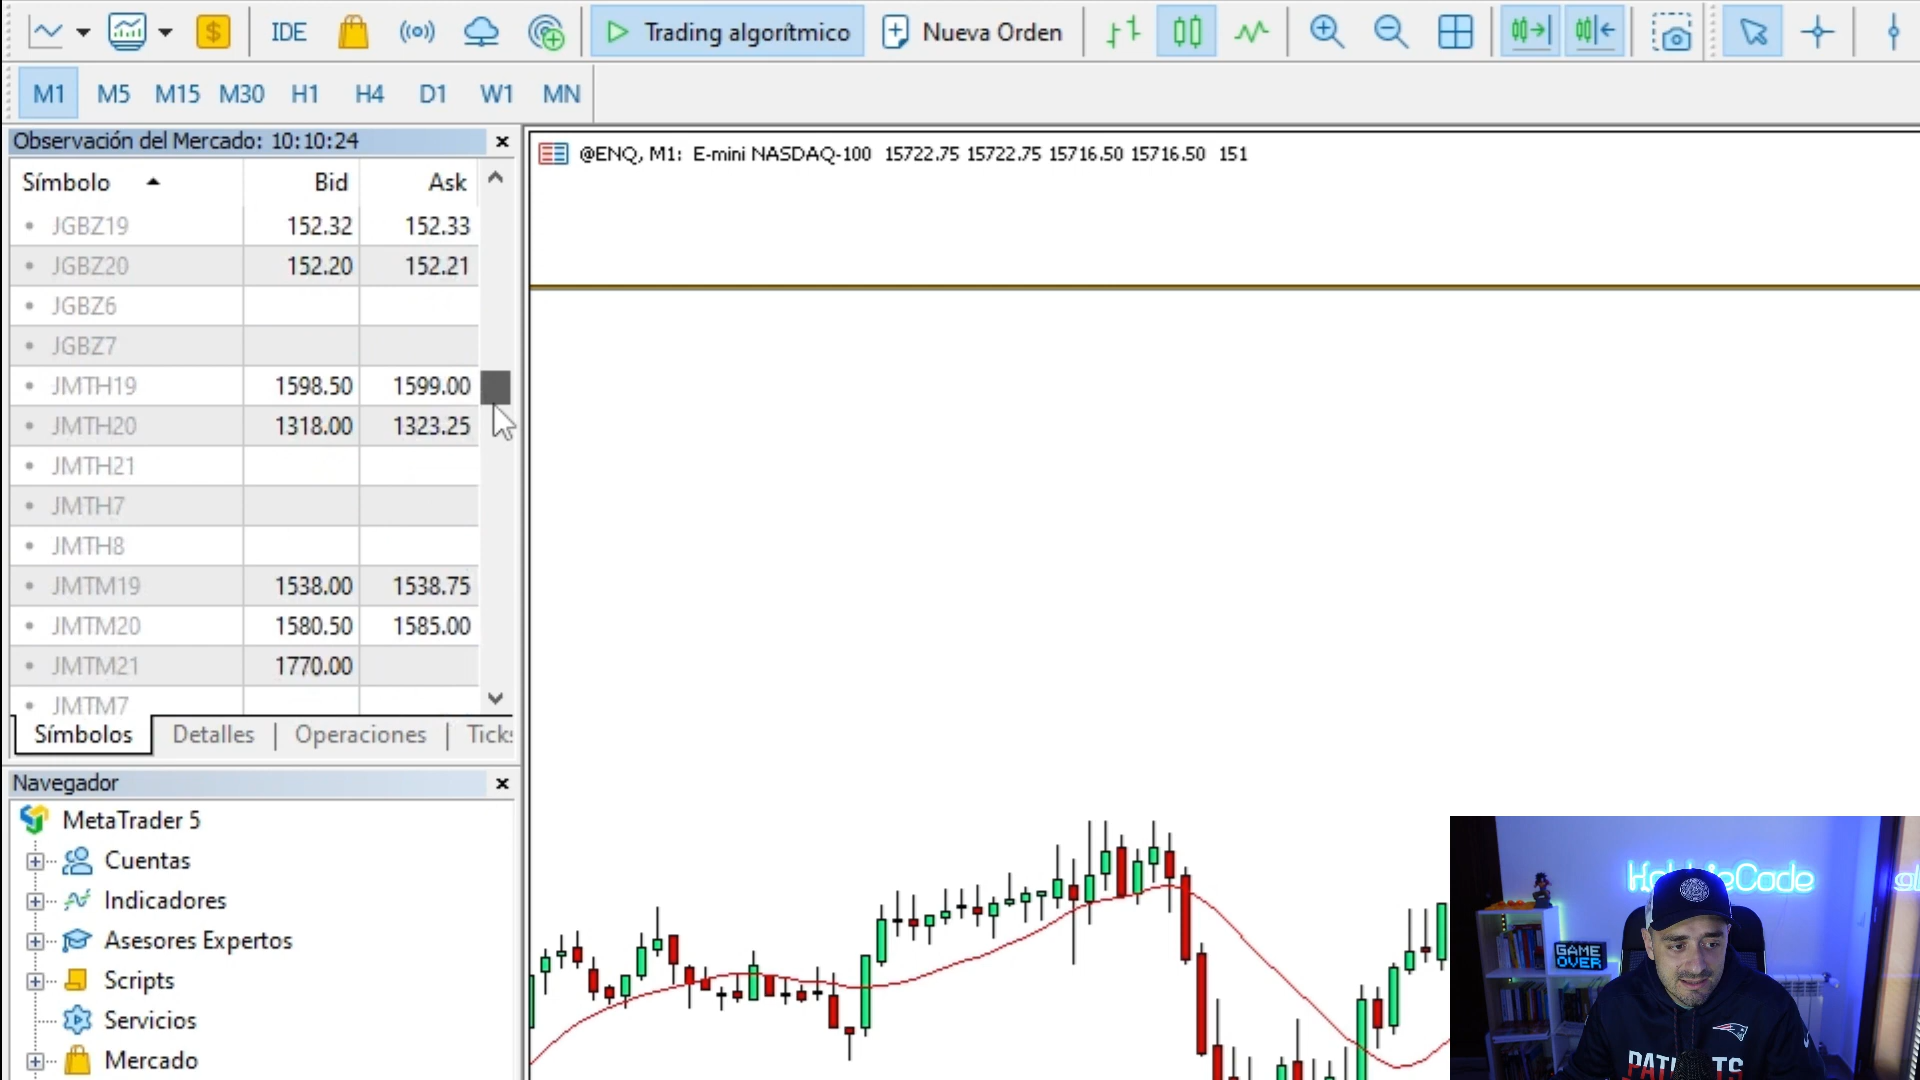 IDE
Trading algorítmico
Nueva Orden
M1 M5 M15 M30 H1 H4 D1 W1 MN
Observación del Mercado: 10:10:24
@ENQ, M1: E-mini NASDAQ-100 15722.75 15722.75 15716.50 15716.50 151
Símbolo Bid Ask
JGBZ19 152.32 152.33
JGBZ20 152.20 152.21
JGBZ6
JGBZ7
JMTH19 1598.50 1599.00
JMTH20 1318.00 1323.25
JMTH21
JMTH7
JMTH8
JMTM19 1538.00 1538.75
JMTM20 1580.50 1585.00
JMTM21 1770.00
JMTM7
Símbolos Detalles Operaciones Ticks
Navegador
MetaTrader 5
Cuentas
Indicadores
Asesores Expertos
Scripts
Servicios
Mercado
GAME
OVER